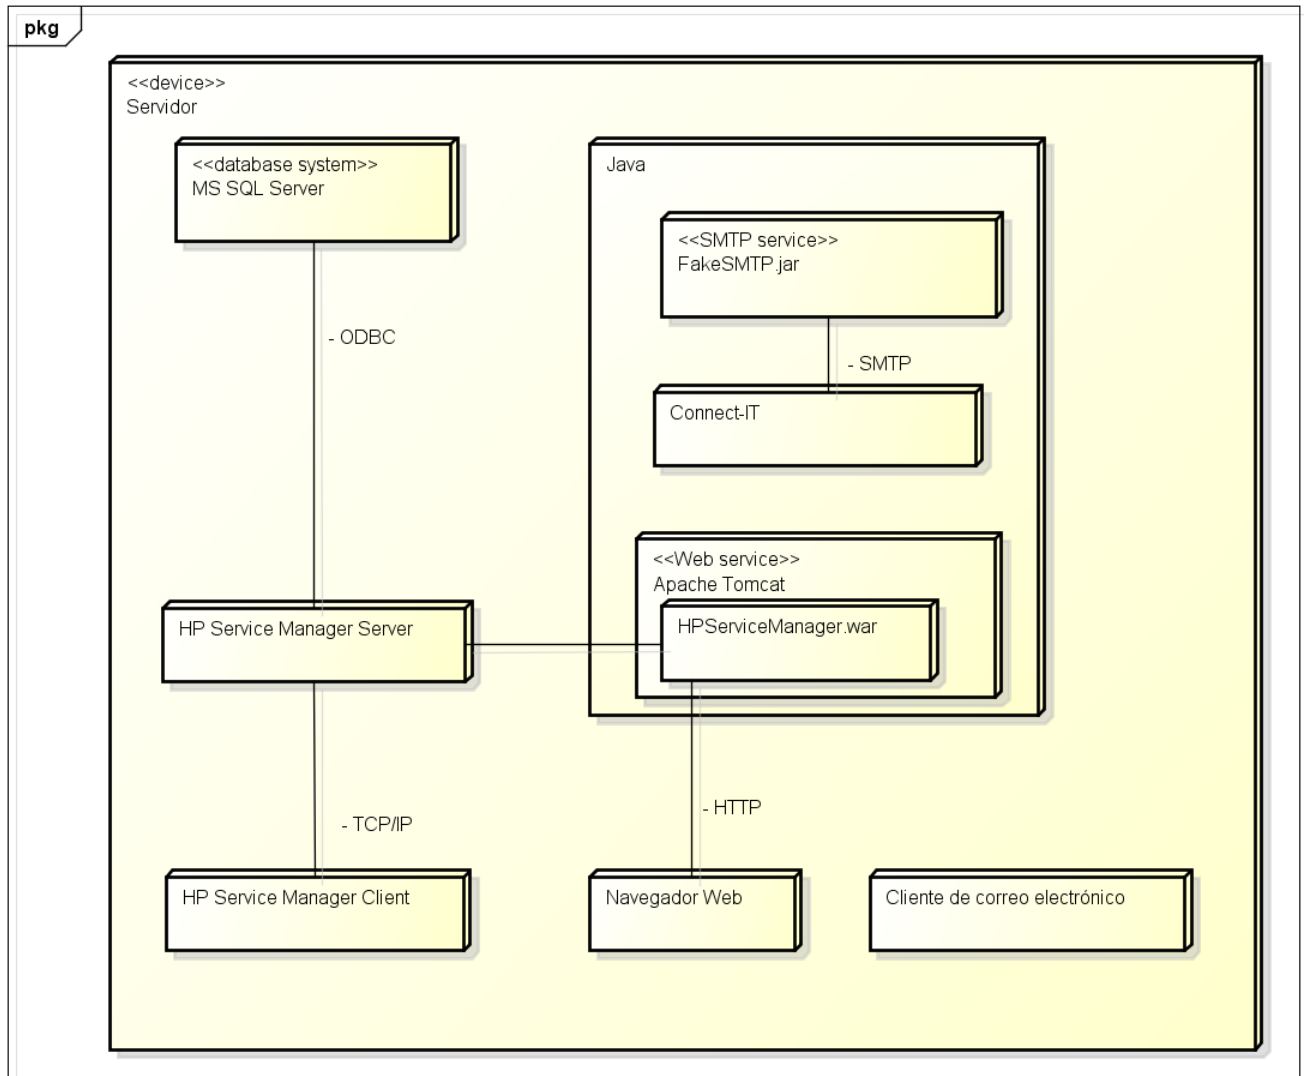 pkg
<<device>>
Servidor
<<database system>>
MS SQL Server
Java
<<SMTP service>>
FakeSMTP.jar
- ODBC
- SMTP
Connect-IT
<<Web service>>
Apache Tomcat
HP Service Manager Server
HPServiceManager.war
- HTTP
- TCP/IP
HP Service Manager Client
Navegador Web
Cliente de correo electrónico